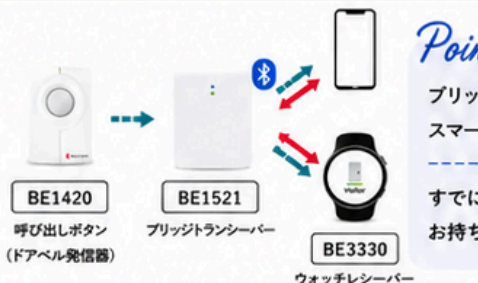 Poin
ブリッ
スマー
すでに
お持ち
BE1420
呼び出しボタン
(ドアベル発信器)
BE1521
ブリッジトランシーバー
Visitor
BE3330
ウォッチレシーバー